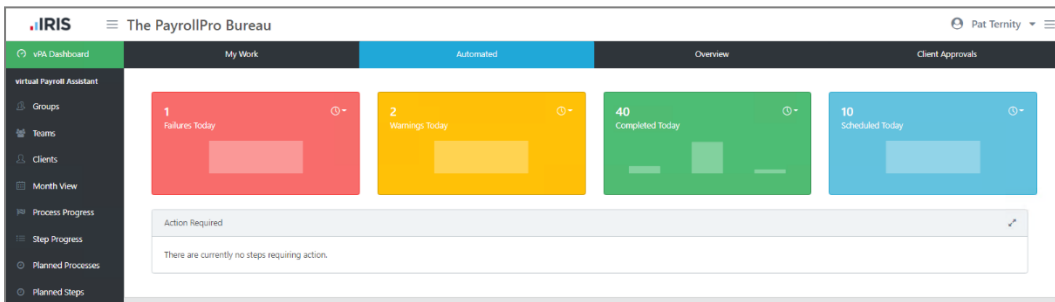 IRIS
The PayrollPro Bureau
Pat Ternity
vPA Dashboard
My Work
Automated
Overview
Client Approvals
virtual Payroll Assistant
Groups
Teams
Clients
Month View
Process Progress
Step Progress
Planned Processes
Planned Steps
1
Failures Today
2
Warnings Today
40
Completed Today
10
Scheduled Today
Action Required
There are currently no steps requiring action.